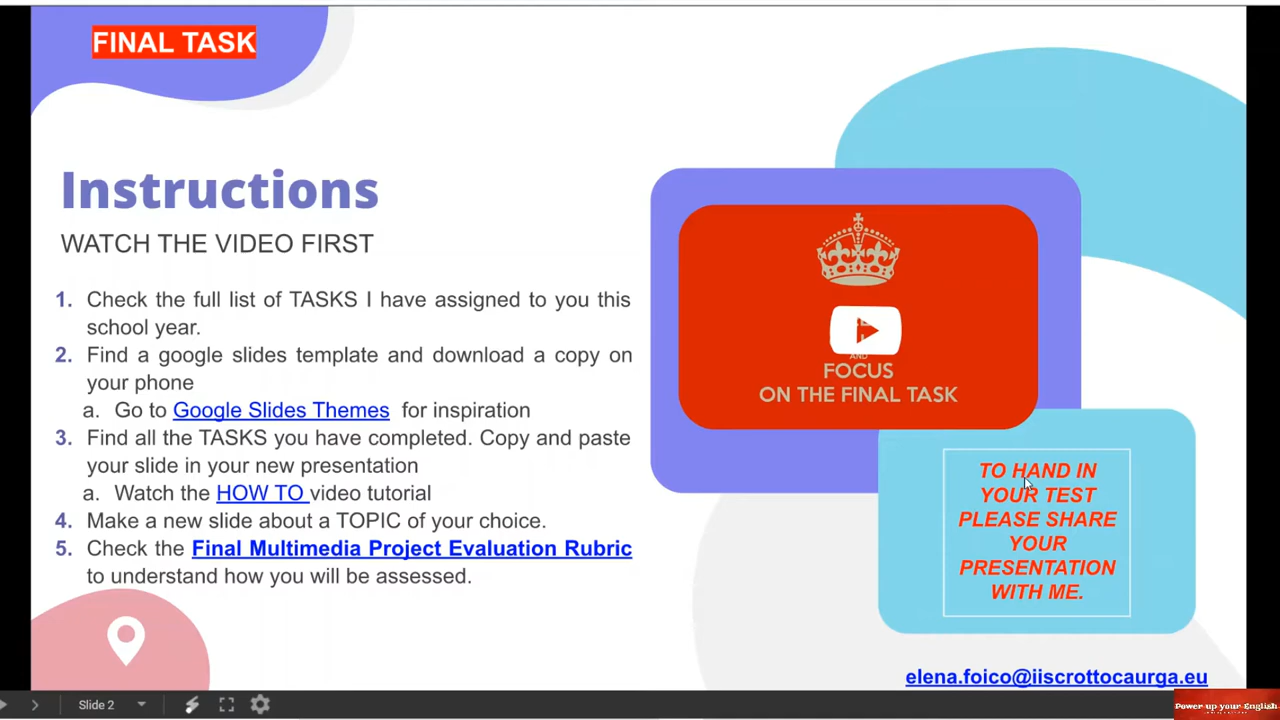 FINAL TASK
Instructions
WATCH THE VIDEO FIRST
1. Check the full list of TASKS I have assigned to you this
school year.
2. Find a google slides template and download a copy on
your phone
a. Go to Google Slides Themes for inspiration
3. Find all the TASKS you have completed. Copy and paste
your slide in your new presentation
a. Watch the HOW TO video tutorial
4. Make a new slide about a TOPIC of your choice.
5. Check the Final Multimedia Project Evaluation Rubric
to understand how you will be assessed.
AND
FOCUS
ON THE FINAL TASK
TO HAND IN
YOUR TEST
PLEASE SHARE
YOUR
PRESENTATION
WITH ME.
elena.foico@iiscrottocaurga.eu
Slide 2
Power up your English